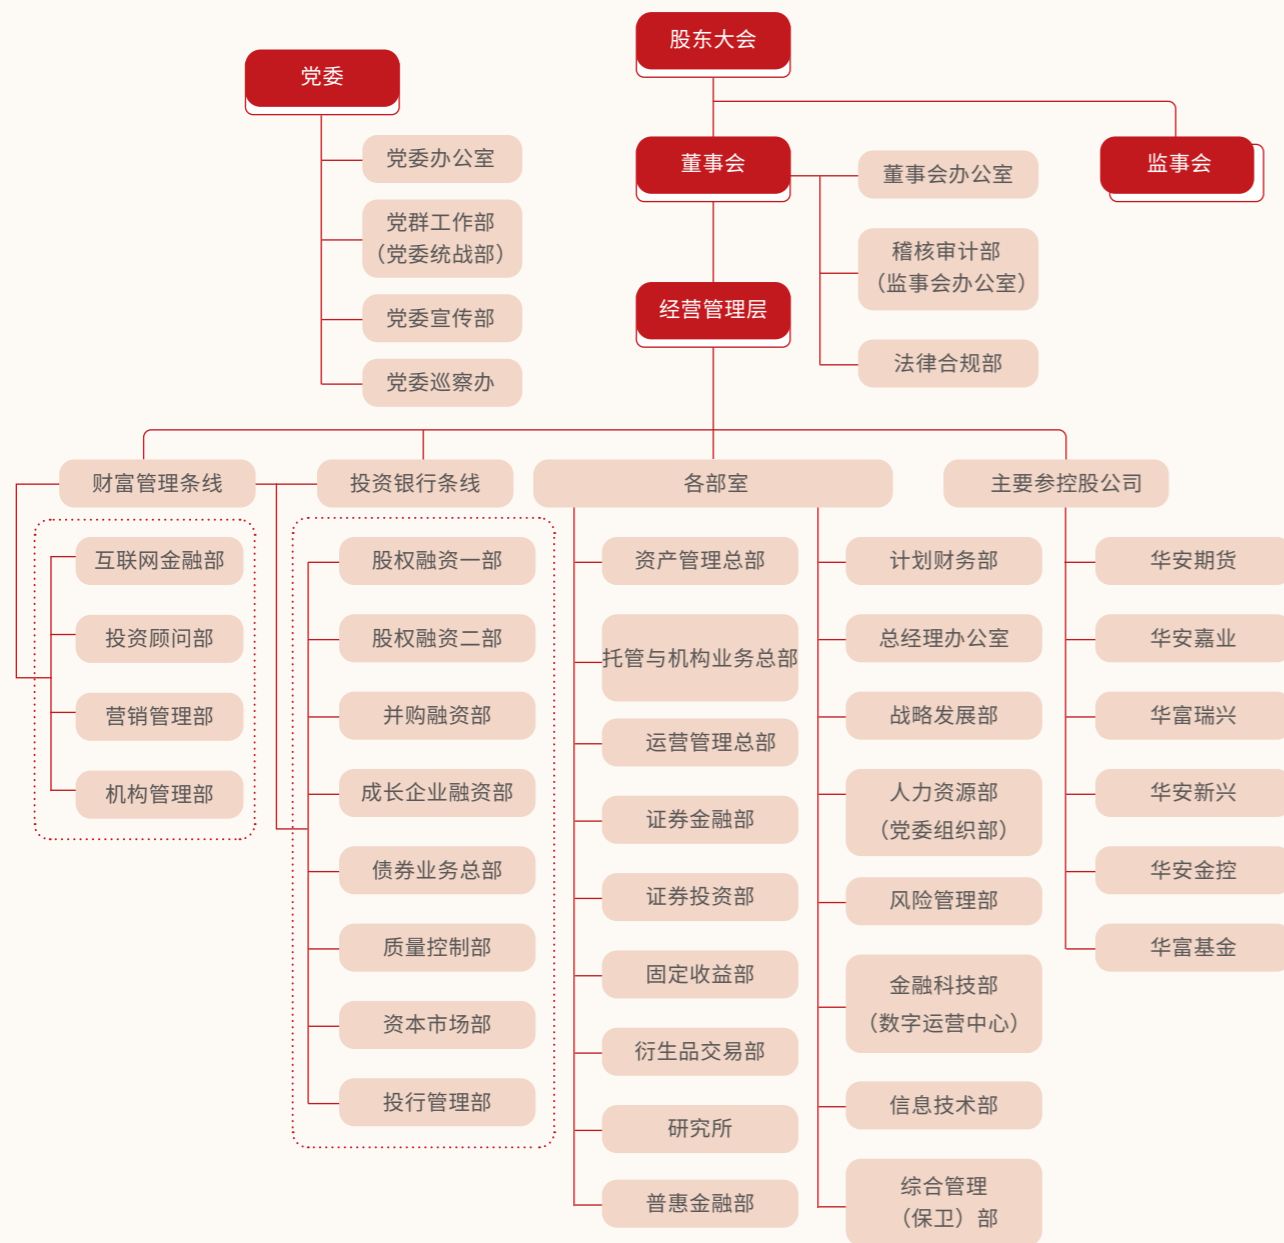 股东大会
党委
董事会
监事会
党委办公室
党群工作部
（党委统战部）
党委宣传部
党委巡察办
董事会办公室
稽核审计部
（监事会办公室）
法律合规部
经营管理层
财富管理条线
投资银行条线
各部室
主要参控股公司
互联网金融部
投资顾问部
营销管理部
机构管理部
股权融资一部
股权融资二部
并购融资部
成长企业融资部
债券业务总部
质量控制部
资本市场部
投行管理部
资产管理总部
托管与机构业务总部
运营管理总部
证券金融部
证券投资部
固定收益部
衍生品交易部
研究所
普惠金融部
计划财务部
总经理办公室
战略发展部
人力资源部
（党委组织部）
风险管理部
金融科技部
（数字运营中心）
信息技术部
综合管理
（保卫）部
华安期货
华安嘉业
华富瑞兴
华安新兴
华安金控
华富基金